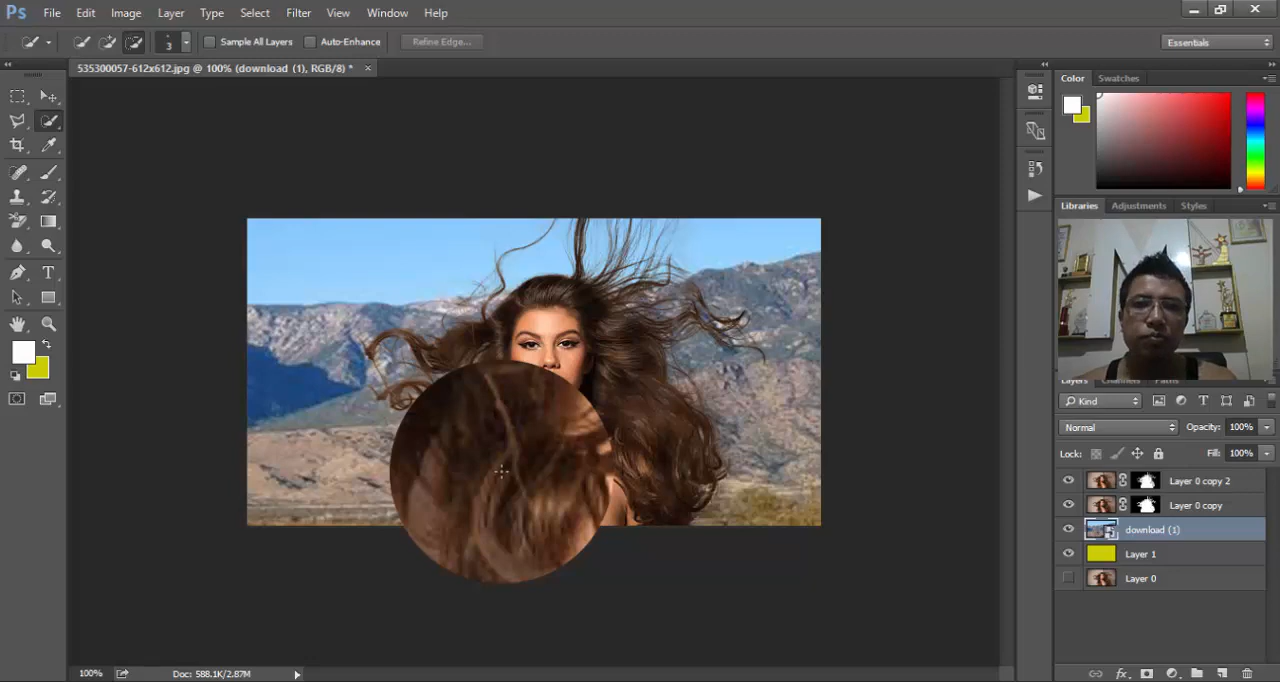 Ps File Edit Image Layer Type Select Filter View Window Help
3 Sample All Layers Auto-Enhance Refine Edge... Essentials
535300057-612x612.jpg @ 100% (download (1), RGB/8) *
Color Swatches
Libraries Adjustments Styles
Layers Channels Paths
Kind
Normal Opacity: 100%
Lock: Fill: 100%
Layer 0 copy 2
Layer 0 copy
download (1)
Layer 1
Layer 0
100% Doc: 588.1K/2.87M